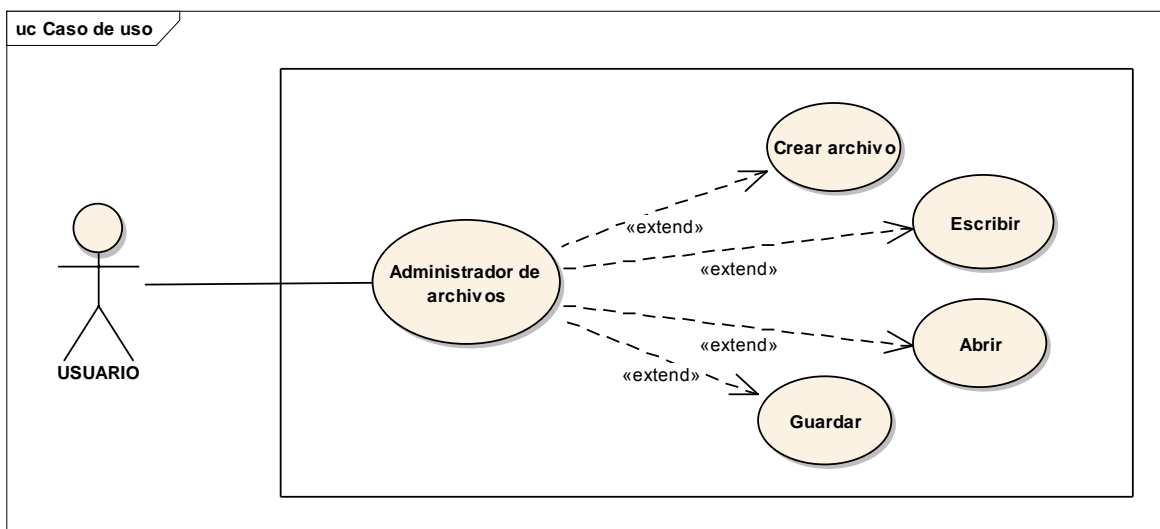 uc Caso de uso
Crear archivo
«extend»
Escribir
«extend»
Administrador de
archivos
USUARIO
«extend»
Abrir
«extend»
Guardar